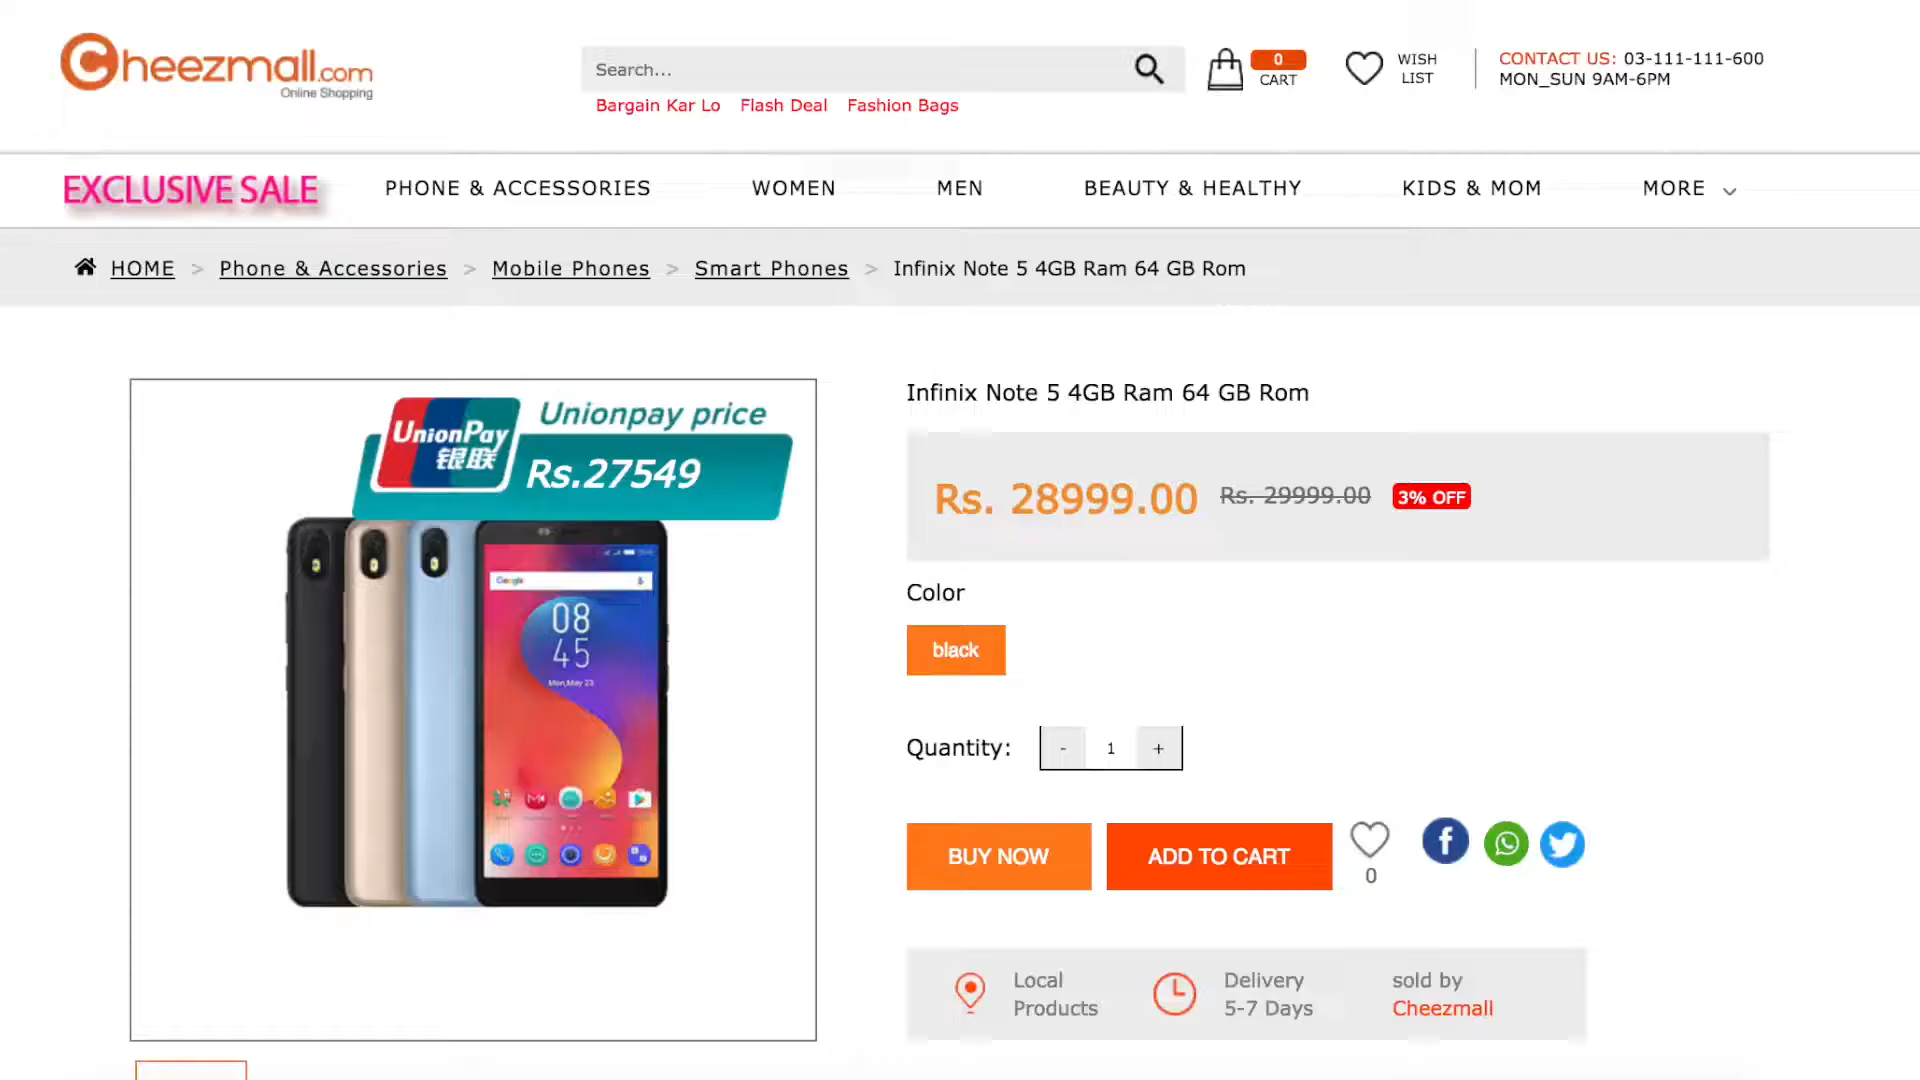 Cheezmall.com
Online Shopping
Search...
0
CART
WISH
LIST
CONTACT US: 03-111-111-600
MON_SUN 9AM-6PM
Bargain Kar Lo Flash Deal Fashion Bags
EXCLUSIVE SALE PHONE & ACCESSORIES WOMEN MEN BEAUTY & HEALTHY KIDS & MOM MORE
HOME > Phone & Accessories > Mobile Phones > Smart Phones > Infinix Note 5 4GB Ram 64 GB Rom
UnionPay
银联
Unionpay price
Rs.27549
Google
08
45
Mon,May 23
Infinix Note 5 4GB Ram 64 GB Rom
Rs. 28999.00 Rs. 29999.00 3% OFF
Color
black
Quantity: - 1 +
BUY NOW ADD TO CART
0
Local
Products
Delivery
5-7 Days
sold by
Cheezmall